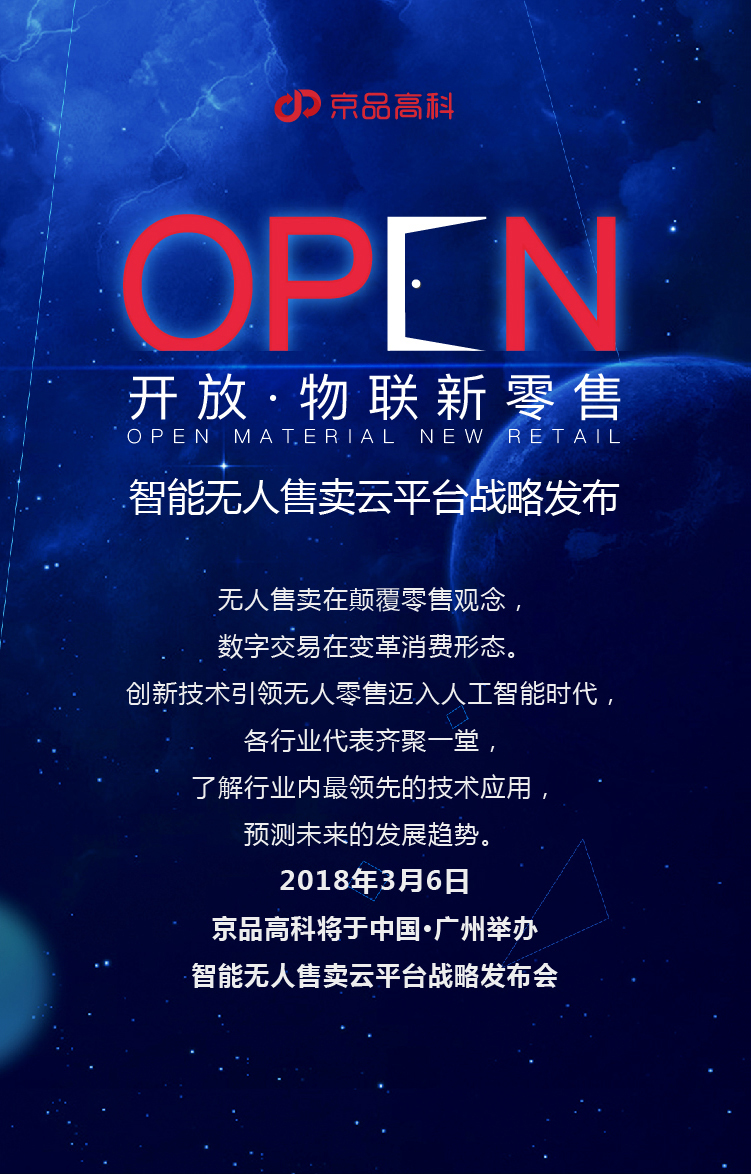 京品高科
OPEN
开放·物联新零售
OPEN MATERIAL NEW RETAIL
智能无人售卖云平台战略发布
无人售卖在颠覆零售观念，
数字交易在变革消费形态。
创新技术引领无人零售迈入人工智能时代，
各行业代表齐聚一堂，
了解行业内最领先的技术应用，
预测未来的发展趋势。
2018年3月6日
京品高科将于中国·广州举办
智能无人售卖云平台战略发布会